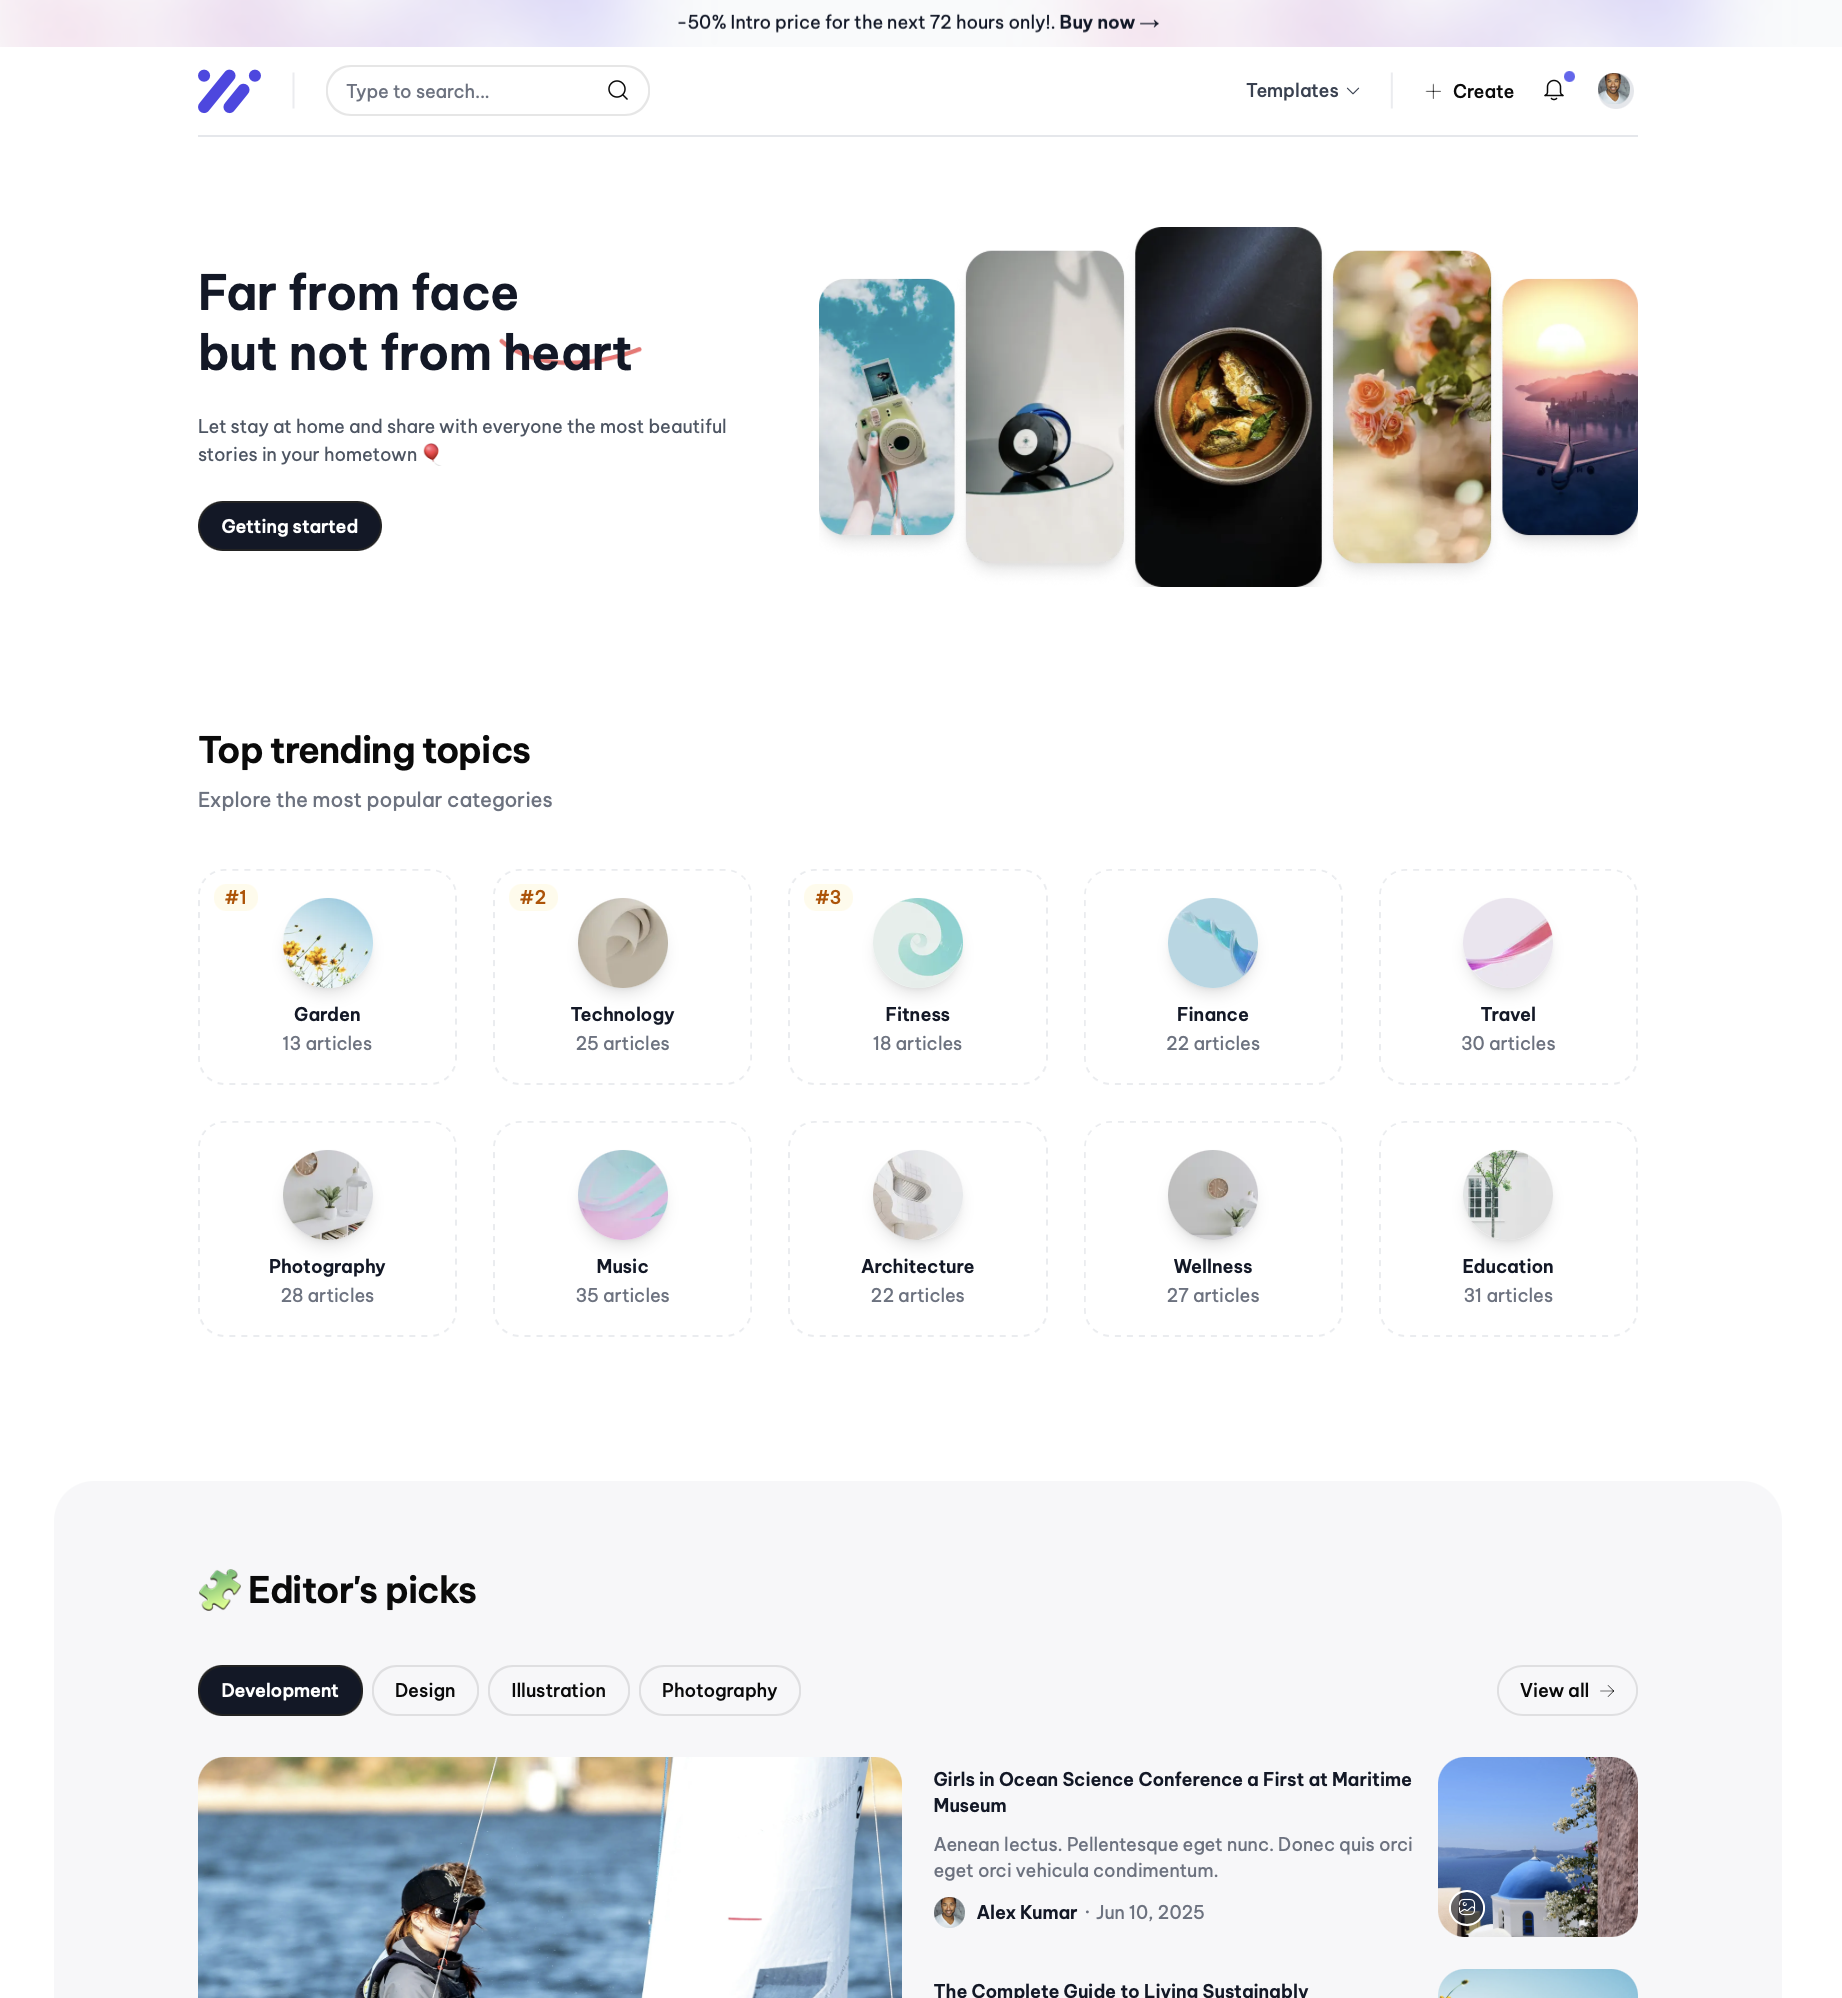 -50% Intro price for the next 72 hours only!. Buy now →
Type to search...
Templates
Create
Far from face
but not from heart
Let stay at home and share with everyone the most beautiful
stories in your hometown 🎈
Getting started
Top trending topics
Explore the most popular categories
#1
Garden
13 articles
#2
Technology
25 articles
#3
Fitness
18 articles
Finance
22 articles
Travel
30 articles
Photography
28 articles
Music
35 articles
Architecture
22 articles
Wellness
27 articles
Education
31 articles
🧩 Editor's picks
Development
Design
Illustration
Photography
View all →
Girls in Ocean Science Conference a First at Maritime
Museum
Aenean lectus. Pellentesque eget nunc. Donec quis orci
eget orci vehicula condimentum.
Alex Kumar · Jun 10, 2025
The Complete Guide to Living Sustainably